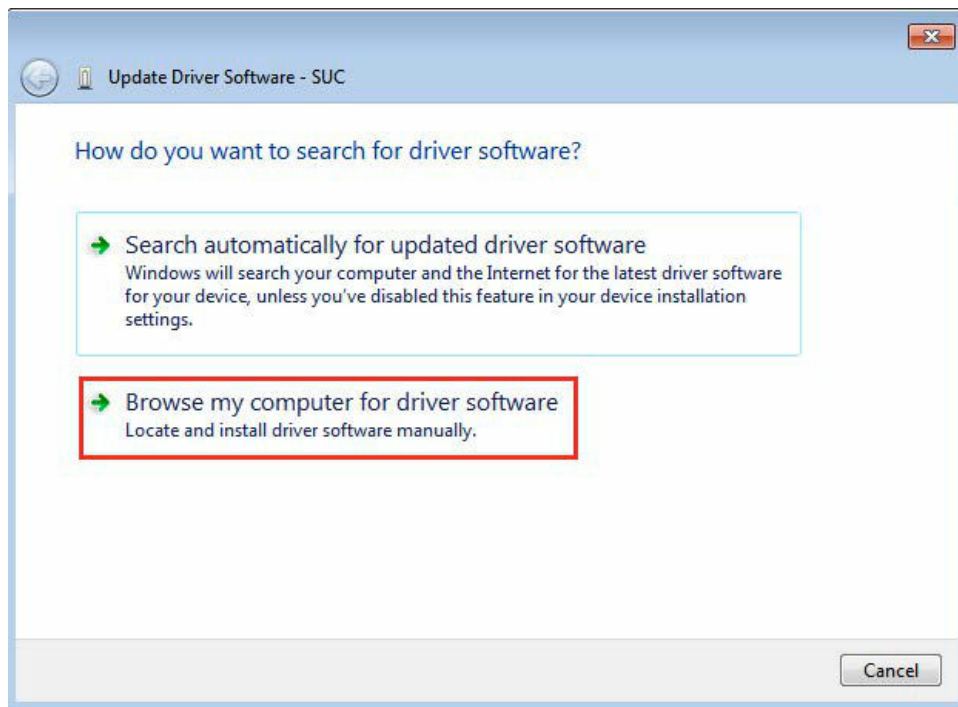 Update Driver Software - SUC
How do you want to search for driver software?
Search automatically for updated driver software
Windows will search your computer and the Internet for the latest driver software
for your device, unless you've disabled this feature in your device installation
settings.
Browse my computer for driver software
Locate and install driver software manually.
Cancel